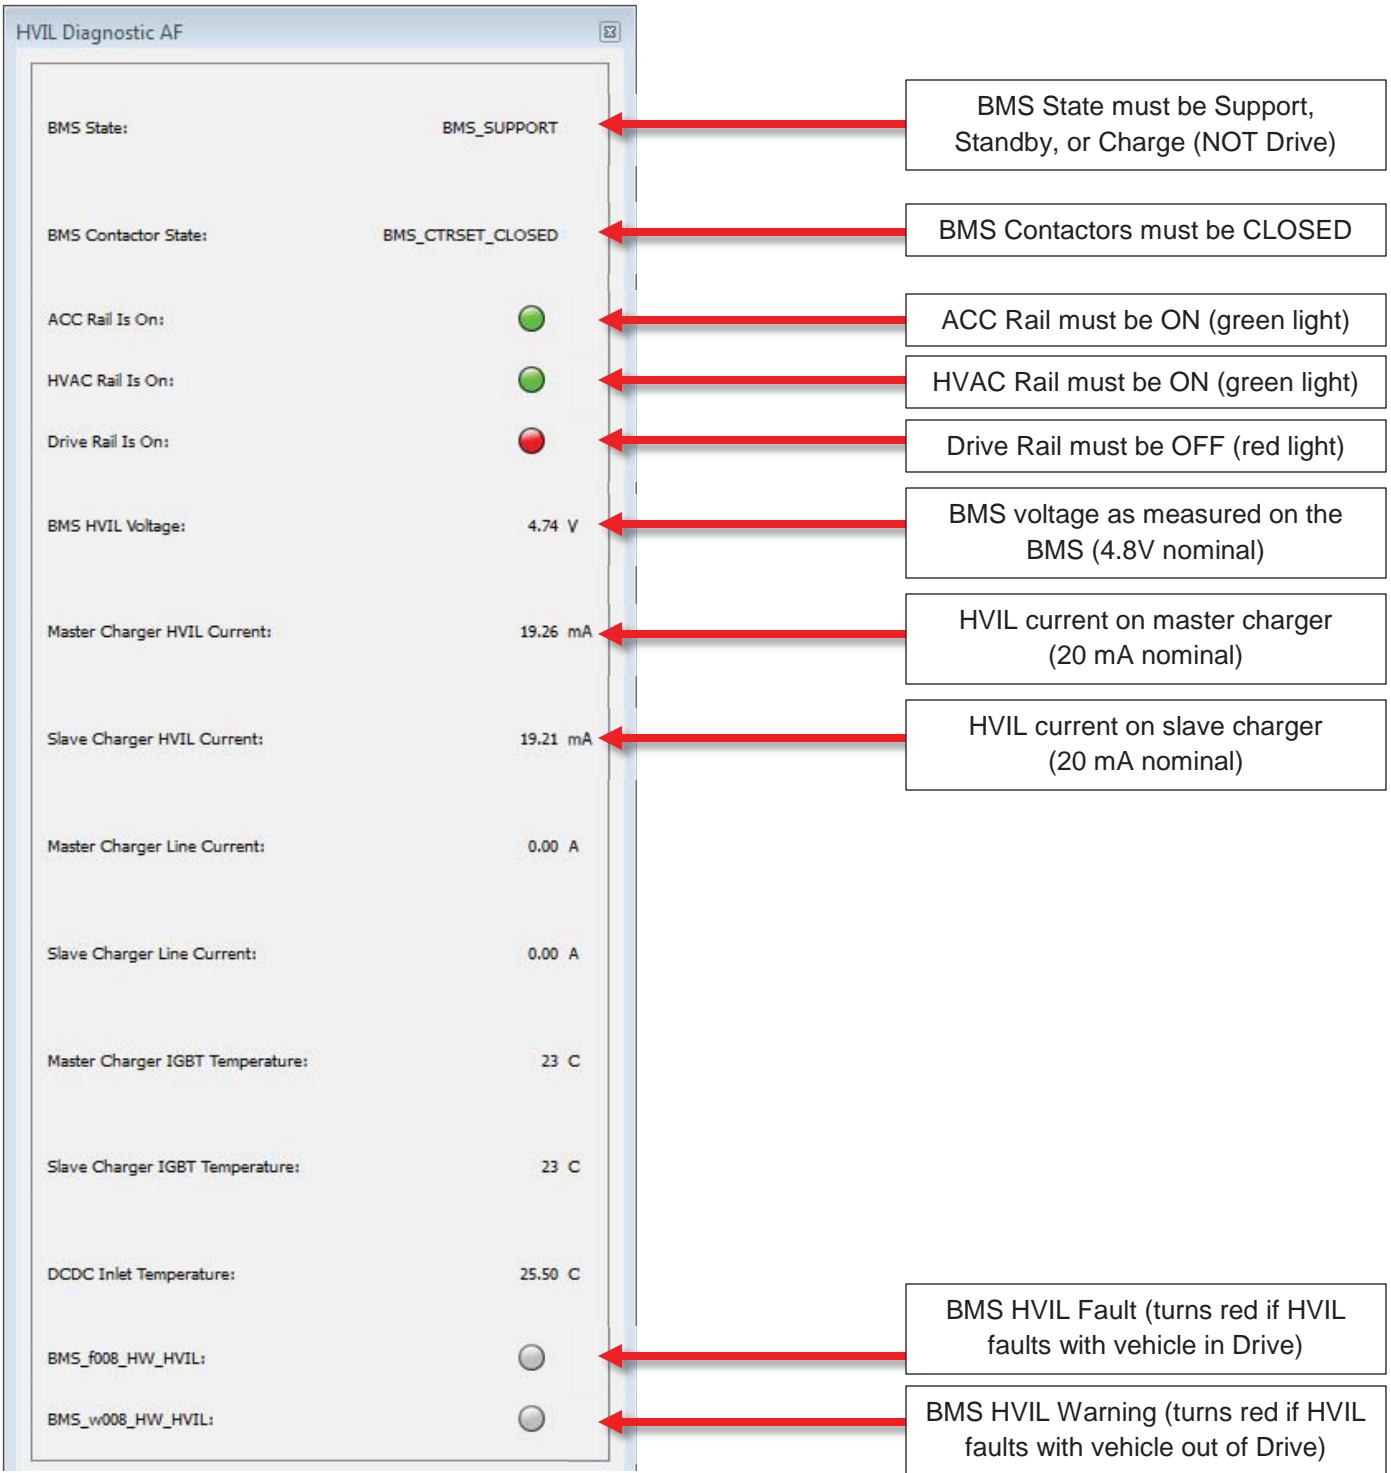 HVIL Diagnostic AF
BMS State: BMS_SUPPORT
BMS State must be Support,
Standby, or Charge (NOT Drive)
BMS Contactor State: BMS_CTRSET_CLOSED
BMS Contactors must be CLOSED
ACC Rail Is On:
ACC Rail must be ON (green light)
HVAC Rail Is On:
HVAC Rail must be ON (green light)
Drive Rail Is On:
Drive Rail must be OFF (red light)
BMS HVIL Voltage: 4.74 V
BMS voltage as measured on the
BMS (4.8V nominal)
Master Charger HVIL Current: 19.26 mA
HVIL current on master charger
(20 mA nominal)
Slave Charger HVIL Current: 19.21 mA
HVIL current on slave charger
(20 mA nominal)
Master Charger Line Current: 0.00 A
Slave Charger Line Current: 0.00 A
Master Charger IGBT Temperature: 23 C
Slave Charger IGBT Temperature: 23 C
DCDC Inlet Temperature: 25.50 C
BMS_f008_HW_HVIL:
BMS HVIL Fault (turns red if HVIL
faults with vehicle in Drive)
BMS_w008_HW_HVIL:
BMS HVIL Warning (turns red if HVIL
faults with vehicle out of Drive)